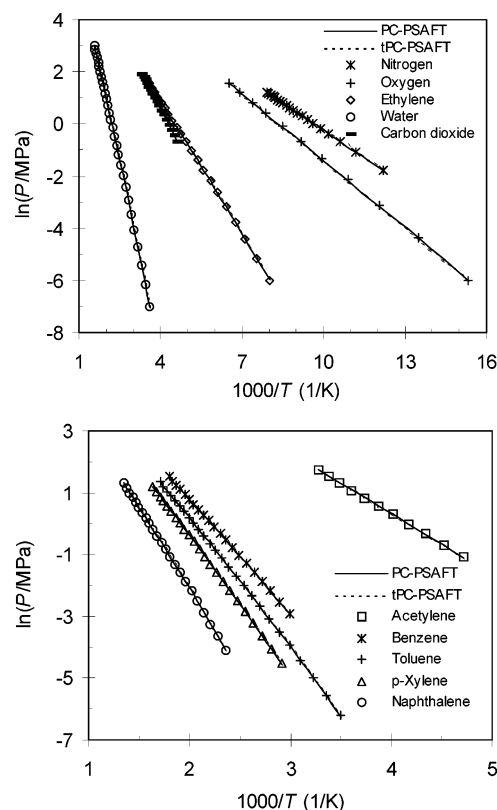 PC-PSAFT
tPC-PSAFT
Nitrogen
Oxygen
Ethylene
Water
Carbon dioxide
4
2
0
-2
-4
-6
-8
ln(P/MPa)
1 4 7 10 13 16
1000/T (1/K)
3
1
-1
-3
-5
-7
ln(P/MPa)
PC-PSAFT
tPC-PSAFT
Acetylene
Benzene
Toluene
p-Xylene
Naphthalene
1 2 3 4 5
1000/T (1/K)